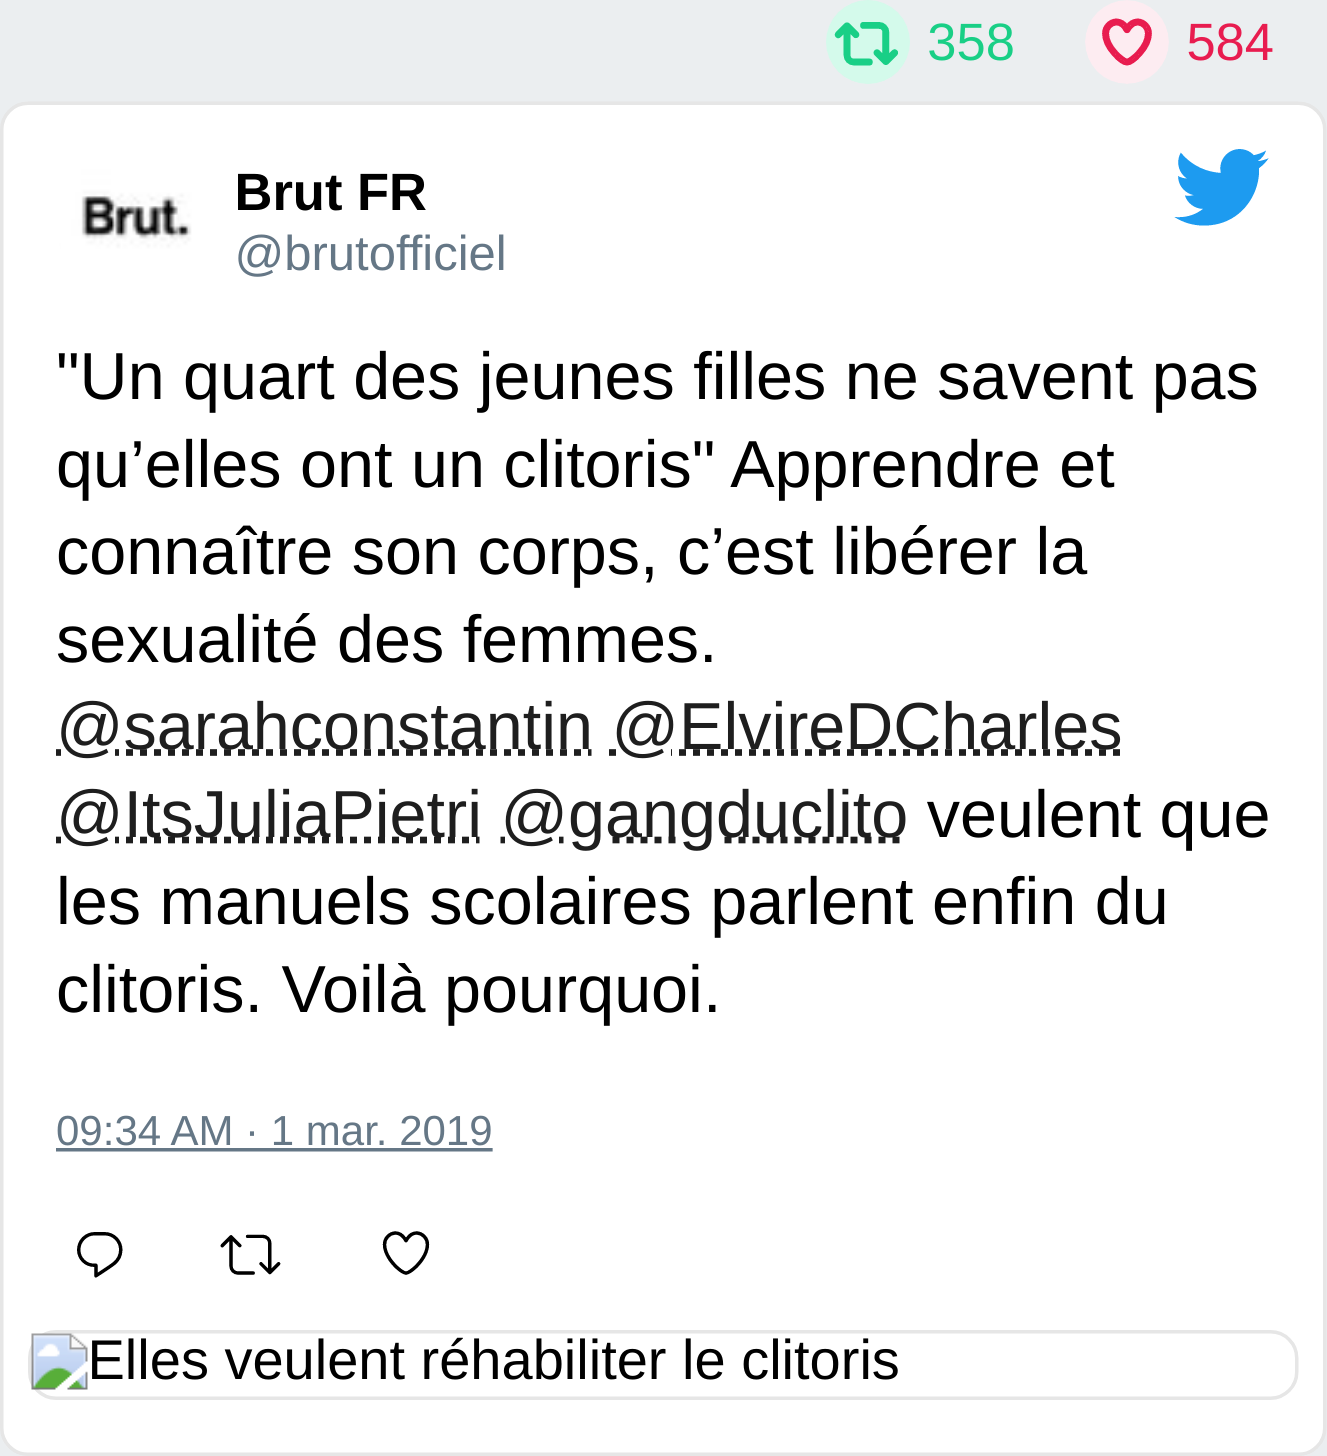 358 584
Brut.
Brut FR
@brutofficiel
"Un quart des jeunes filles ne savent pas
qu’elles ont un clitoris" Apprendre et
connaître son corps, c’est libérer la
sexualité des femmes.
@sarahconstantin @ElvireDCharles
@ItsJuliaPietri @gangduclito veulent que
les manuels scolaires parlent enfin du
clitoris. Voilà pourquoi.
09:34 AM · 1 mar. 2019
Elles veulent réhabiliter le clitoris